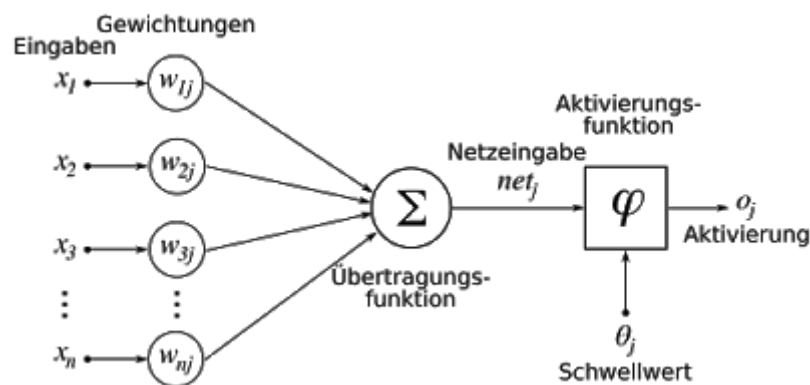 Gewichtungen
Eingaben
x1 w1j
x2 w2j
x3 w3j
⋮ ⋮
xn wnj
Σ
Übertragungs-
funktion
Netzeingabe
netj
Aktivierungs-
funktion
φ
oj
Aktivierung
θj
Schwellwert